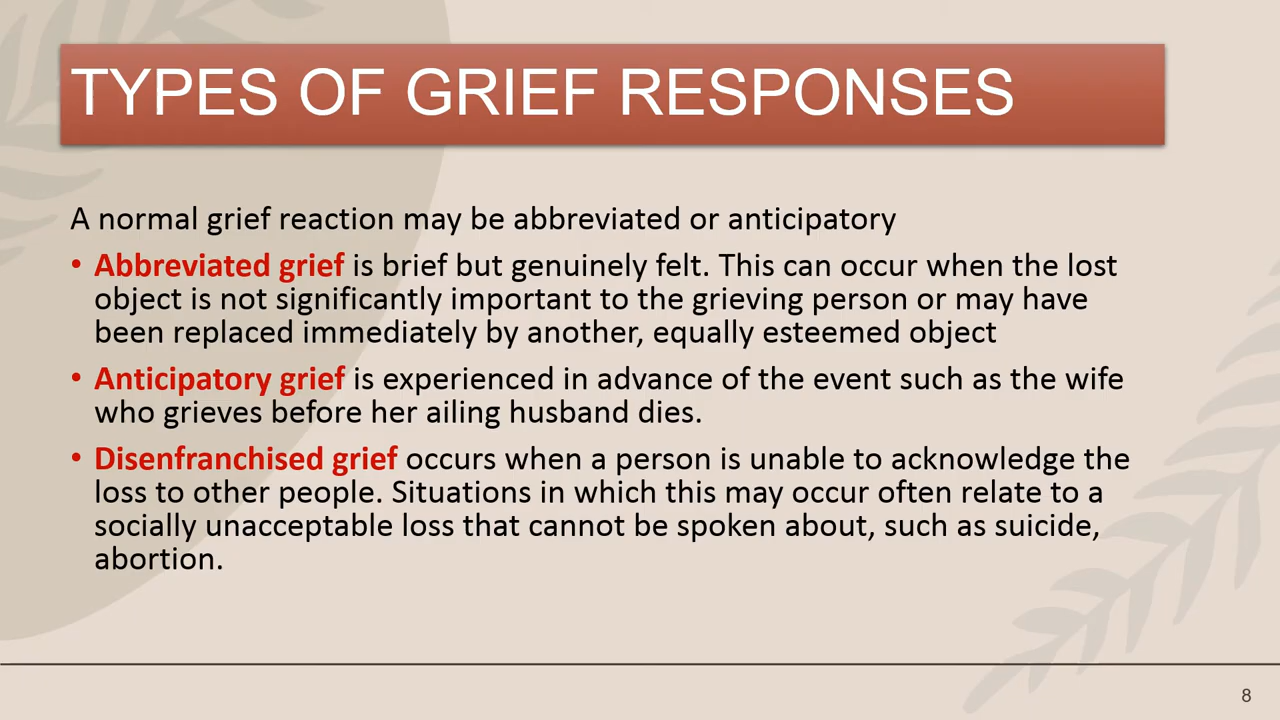 TYPES OF GRIEF RESPONSES
A normal grief reaction may be abbreviated or anticipatory
• Abbreviated grief is brief but genuinely felt. This can occur when the lost
object is not significantly important to the grieving person or may have
been replaced immediately by another, equally esteemed object
• Anticipatory grief is experienced in advance of the event such as the wife
who grieves before her ailing husband dies.
• Disenfranchised grief occurs when a person is unable to acknowledge the
loss to other people. Situations in which this may occur often relate to a
socially unacceptable loss that cannot be spoken about, such as suicide,
abortion.
8